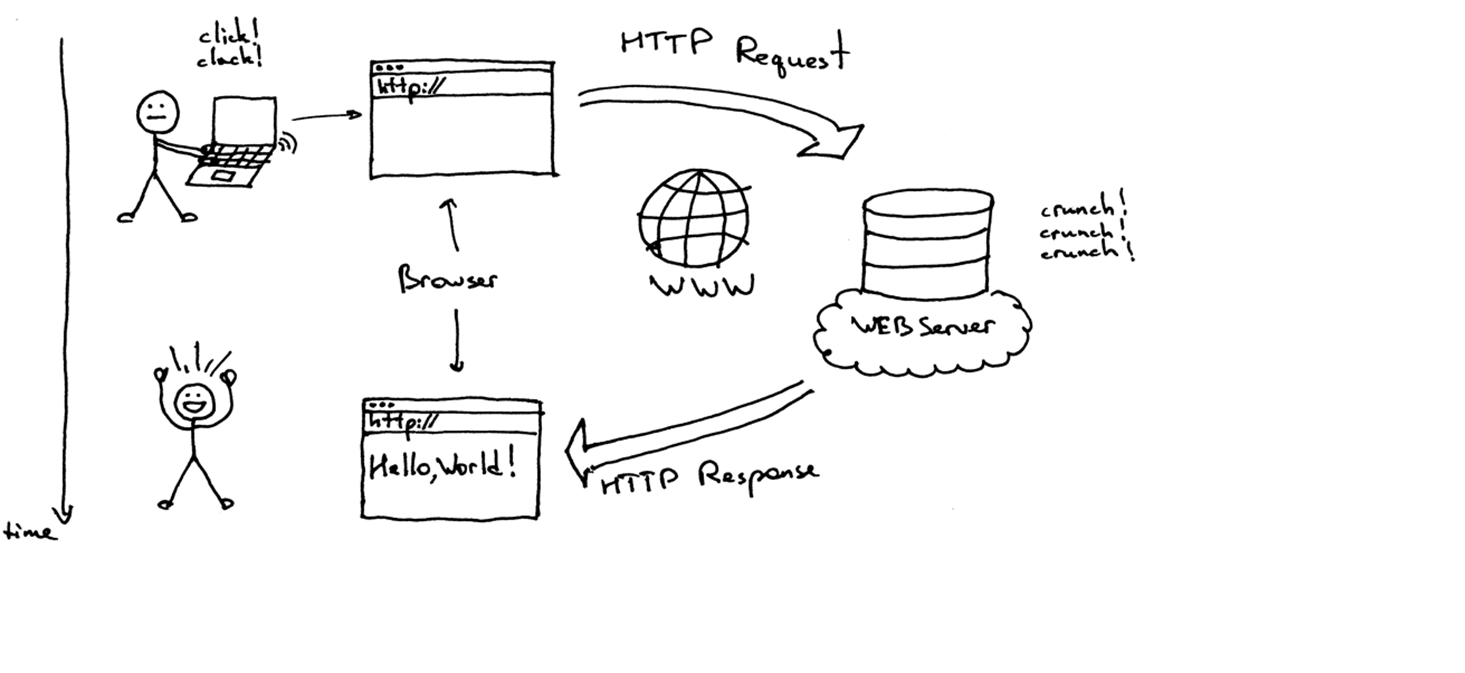 click!
clack!
HTTP Request
http://
crunch!
crunch!
crunch!
Browser
WWW
WEB Server
http://
Hello, World!
HTTP Response
time